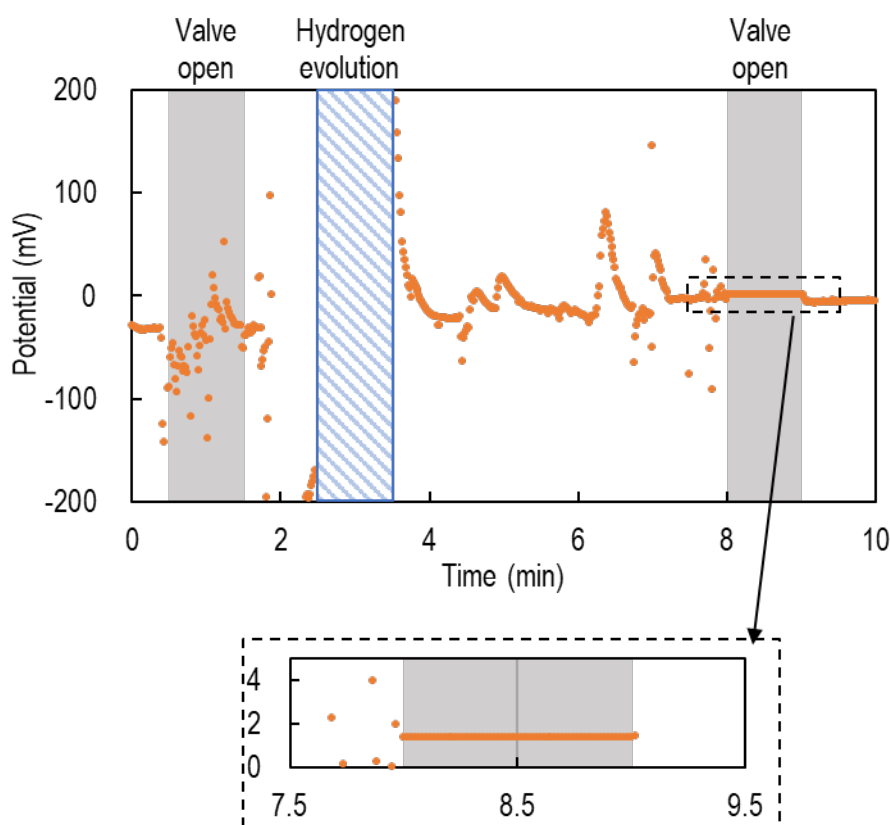 Valve open
Hydrogen evolution
Valve open
200
100
0
-100
-200
Potential (mV)
0 2 4 6 8 10
Time (min)
4
2
0
7.5 8.5 9.5